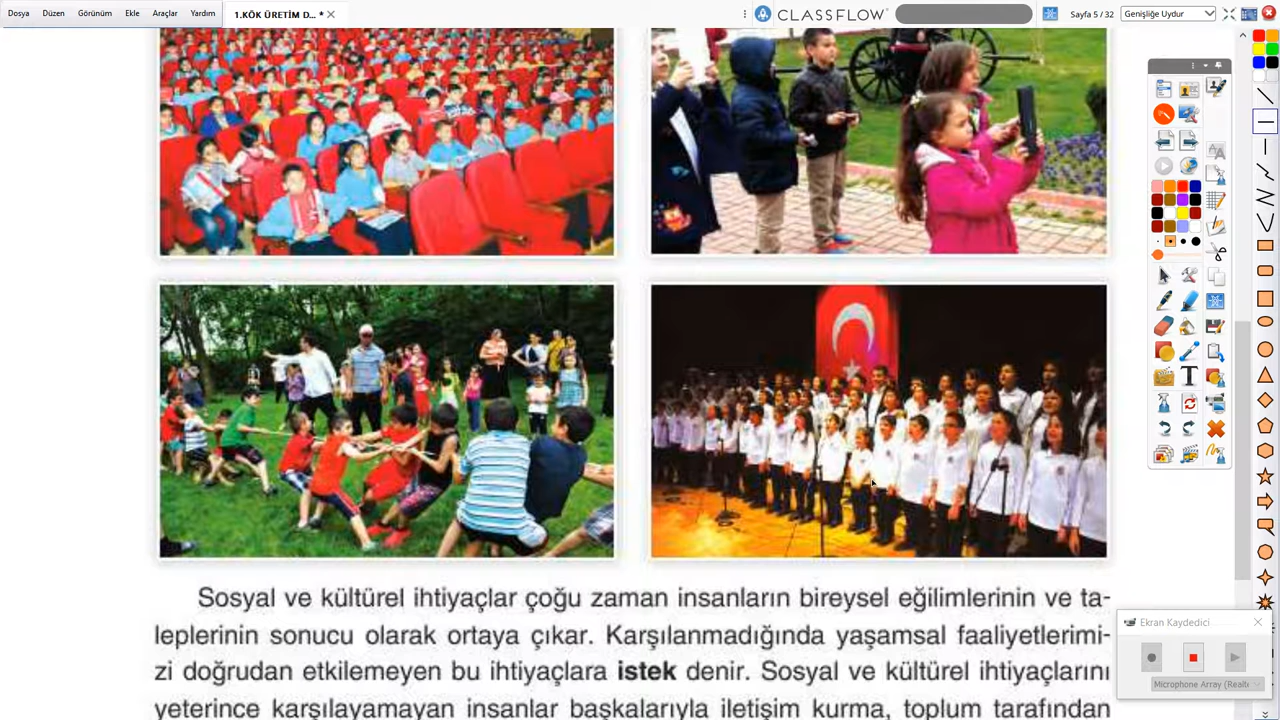 Dosya Düzen Görünüm Ekle Araçlar Yardım
1.KÖK ÜRETİM D... *
CLASSFLOW
Sayfa 5 / 32
Genişliğe Uydur
Sosyal ve kültürel ihtiyaçlar çoğu zaman insanların bireysel eğilimlerinin ve ta-
leplerinin sonucu olarak ortaya çıkar. Karşılanmadığında yaşamsal faaliyetlerimi-
zi doğrudan etkilemeyen bu ihtiyaçlara istek denir. Sosyal ve kültürel ihtiyaçlarını
yeterince karşılayamayan insanlar başkalarıyla iletişim kurma, toplum tarafından
Ekran Kaydedici
Microphone Array (Realt